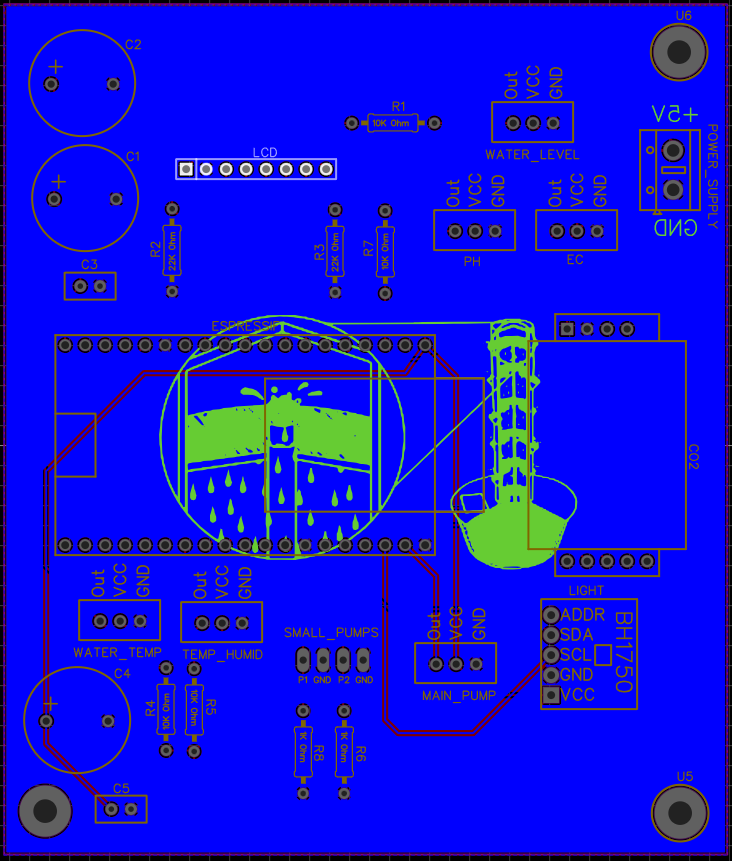 U6
C2
+
Out
VCC
GND
R1
10K Ohm
+5V
WATER_LEVEL
POWER_SUPPLY
LCD
C1
+
Out
VCC
GND
Out
VCC
GND
GND
R2
22K Ohm
R3
22K Ohm
R7
10K Ohm
PH
EC
C3
ESPRESSIF
CO2
Out
VCC
GND
Out
VCC
GND
LIGHT
WATER_TEMP
TEMP_HUMID
SMALL_PUMPS
P1
GND
P2
GND
Out
VCC
GND
MAIN_PUMP
ADDR
SDA
SCL
GND
VCC
BH1750
C4
+
R4
10K Ohm
R5
10K Ohm
R8
1K Ohm
R6
1K Ohm
C5
U5